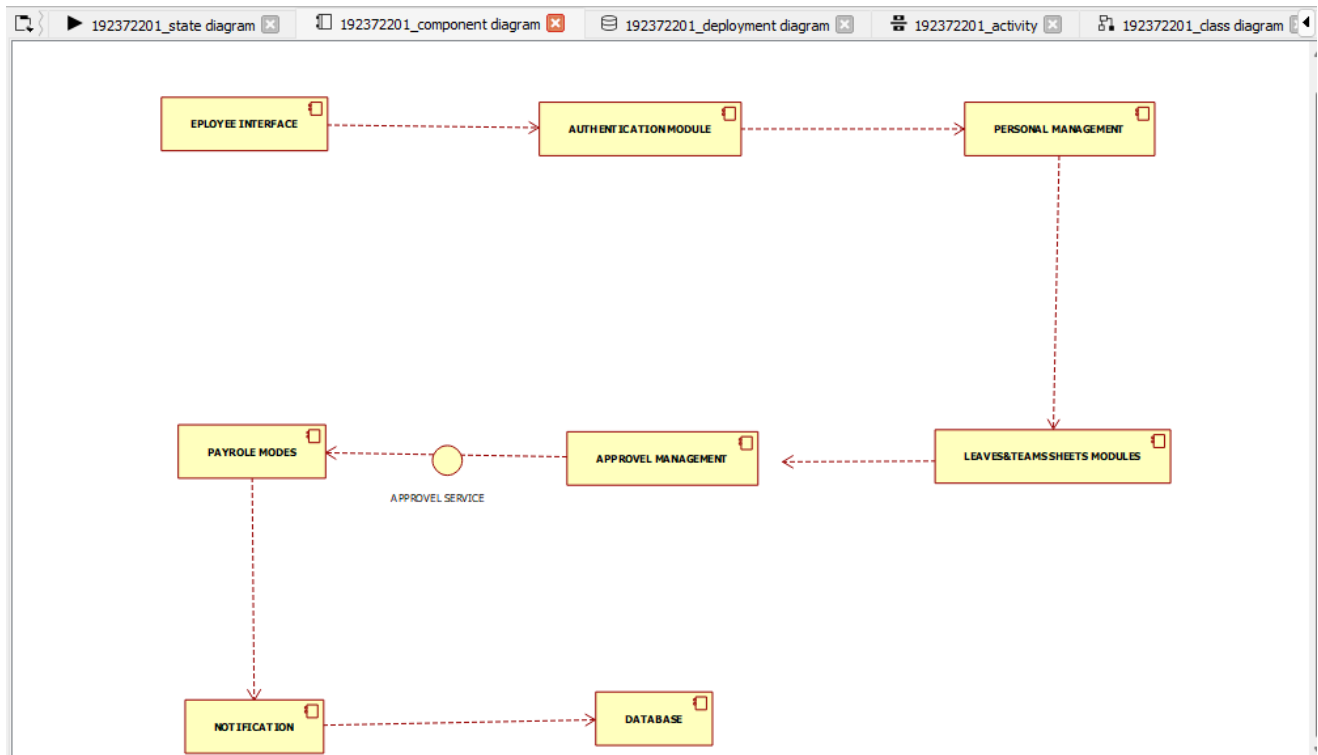 192372201_state diagram
192372201_component diagram
192372201_deployment diagram
192372201_activity
192372201_class diagram
EPLOYEE INTERFACE
AUTHENTICATION MODULE
PERSONAL MANAGEMENT
PAYROLE MODES
APPROVEL SERVICE
APPROVEL MANAGEMENT
LEAVES&TEAMS SHEETS MODULES
NOTIFICATION
DATABASE